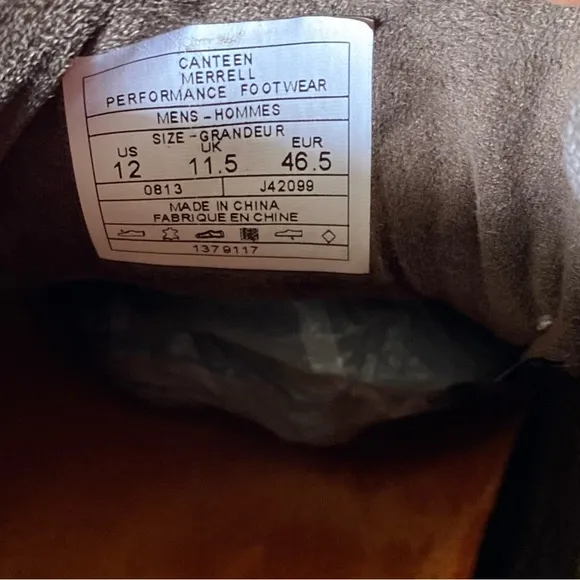 CANTEEN
MERRELL
PERFORMANCE FOOTWEAR
MENS-HOMMES
SIZE-GRANDEUR
US UK EUR
12 11.5 46.5
0813 J42099
MADE IN CHINA
FABRIQUE EN CHINE
1379117